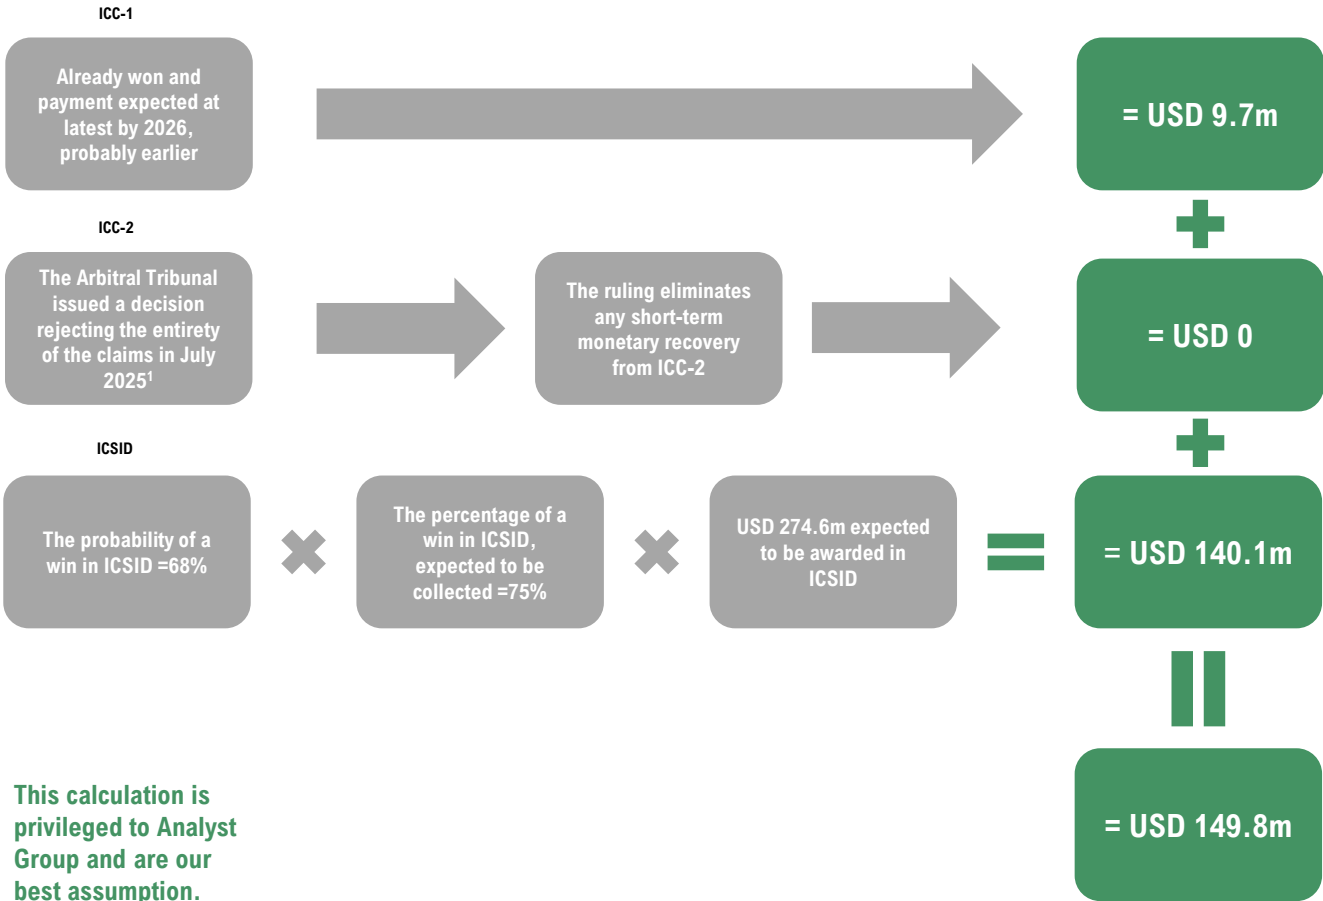 ICC-1
Already won and
payment expected at
latest by 2026,
probably earlier
= USD 9.7m
ICC-2
The Arbitral Tribunal
issued a decision
rejecting the entirety
of the claims in July
2025¹
The ruling eliminates
any short-term
monetary recovery
from ICC-2
= USD 0
ICSID
The probability of a
win in ICSID =68%
The percentage of a
win in ICSID,
expected to be
collected =75%
USD 274.6m expected
to be awarded in
ICSID
= USD 140.1m
This calculation is
privileged to Analyst
Group and are our
best assumption.
= USD 149.8m